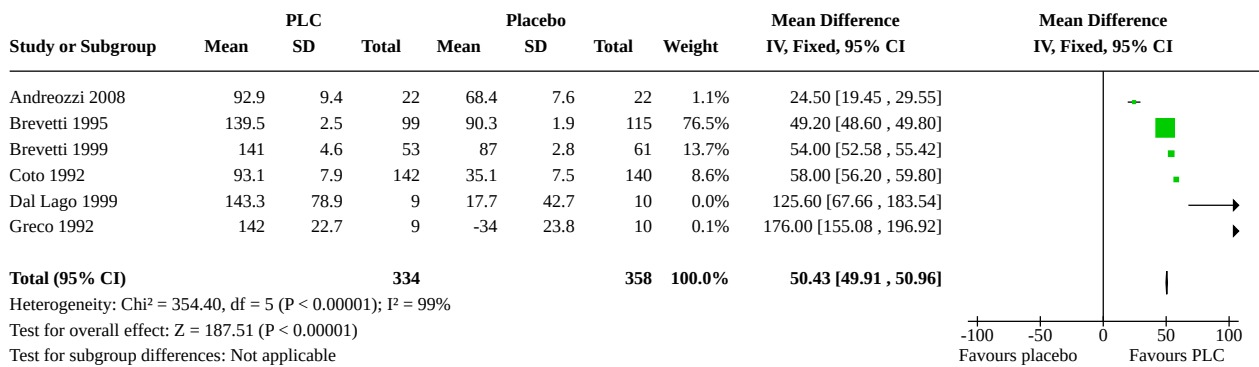 PLC Placebo Mean Difference Mean Difference
Study or Subgroup Mean SD Total Mean SD Total Weight IV, Fixed, 95% CI IV, Fixed, 95% CI
Andreozzi 2008 92.9 9.4 22 68.4 7.6 22 1.1% 24.50 [19.45 , 29.55]
Brevetti 1995 139.5 2.5 99 90.3 1.9 115 76.5% 49.20 [48.60 , 49.80]
Brevetti 1999 141 4.6 53 87 2.8 61 13.7% 54.00 [52.58 , 55.42]
Coto 1992 93.1 7.9 142 35.1 7.5 140 8.6% 58.00 [56.20 , 59.80]
Dal Lago 1999 143.3 78.9 9 17.7 42.7 10 0.0% 125.60 [67.66 , 183.54]
Greco 1992 142 22.7 9 -34 23.8 10 0.1% 176.00 [155.08 , 196.92]
Total (95% CI) 334 358 100.0% 50.43 [49.91 , 50.96]
Heterogeneity: Chi² = 354.40, df = 5 (P < 0.00001); I² = 99%
Test for overall effect: Z = 187.51 (P < 0.00001)
-100 -50 0 50 100
Test for subgroup differences: Not applicable
Favours placebo Favours PLC